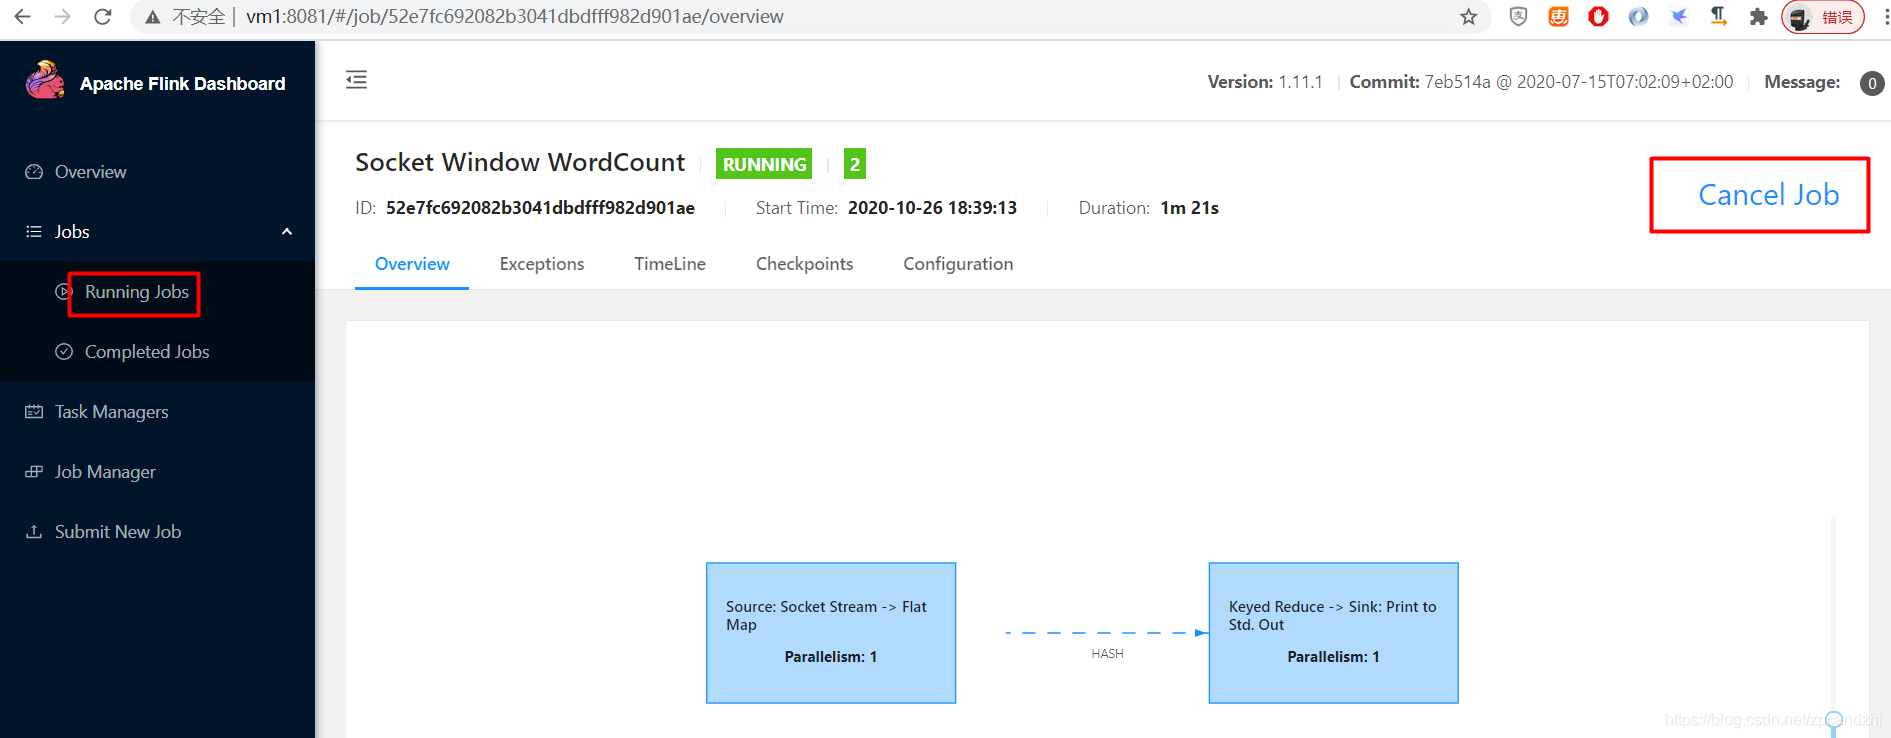 不安全 vm1:8081/#/job/52e7fc692082b3041dbdfff982d901ae/overview 错误
Apache Flink Dashboard
Version: 1.11.1 Commit: 7eb514a @ 2020-07-15T07:02:09+02:00 Message: 0
Overview
Jobs
Running Jobs
Completed Jobs
Task Managers
Job Manager
Submit New Job
Socket Window WordCount RUNNING 2
Cancel Job
ID: 52e7fc692082b3041dbdfff982d901ae Start Time: 2020-10-26 18:39:13 Duration: 1m 21s
Overview Exceptions TimeLine Checkpoints Configuration
Source: Socket Stream -> Flat
Map
Parallelism: 1
HASH
Keyed Reduce -> Sink: Print to
Std. Out
Parallelism: 1
https://blog.csdn.net/zpcandzhj